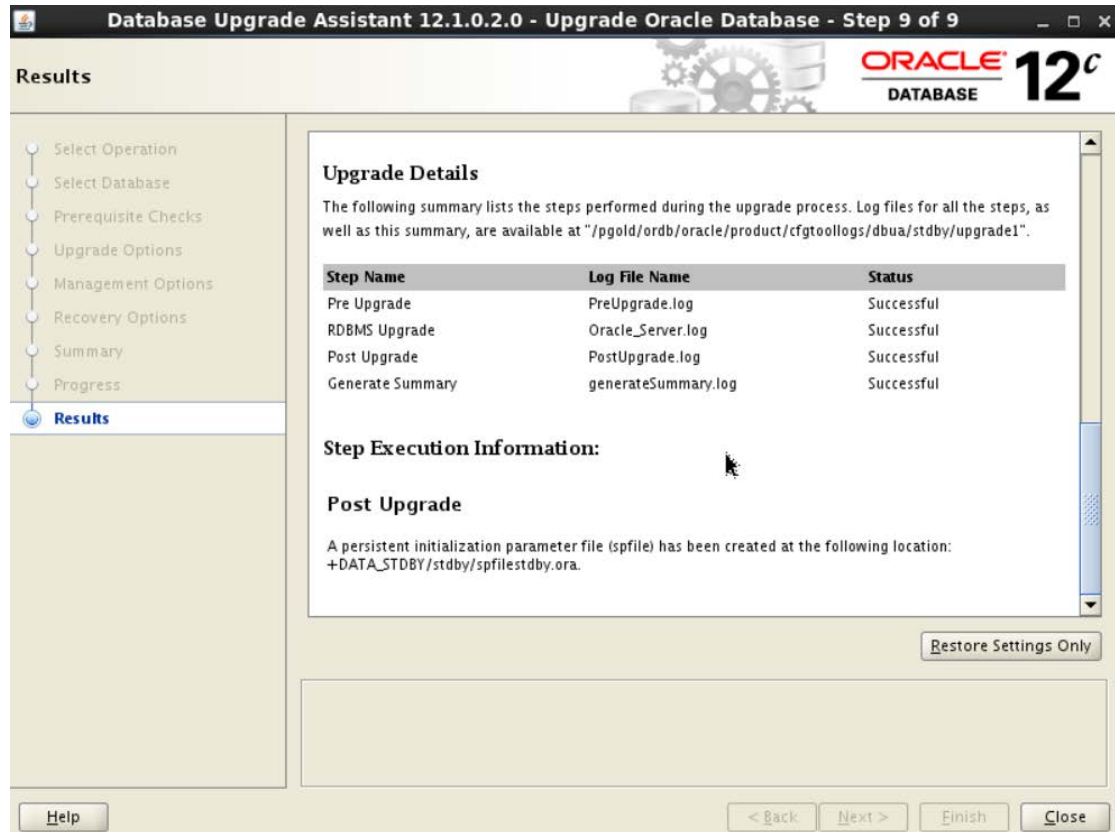 Database Upgrade Assistant 12.1.0.2.0 - Upgrade Oracle Database - Step 9 of 9
Results
ORACLE
DATABASE
12c
Select Operation
Select Database
Prerequisite Checks
Upgrade Options
Management Options
Recovery Options
Summary
Progress
Results
Upgrade Details
The following summary lists the steps performed during the upgrade process. Log files for all the steps, as
well as this summary, are available at "/pgold/ordb/oracle/product/cfgtoollogs/dbua/stdby/upgrade1".
Step Name Log File Name Status
Pre Upgrade PreUpgrade.log Successful
RDBMS Upgrade Oracle_Server.log Successful
Post Upgrade PostUpgrade.log Successful
Generate Summary generateSummary.log Successful
Step Execution Information:
Post Upgrade
A persistent initialization parameter file (spfile) has been created at the following location:
+DATA_STDBY/stdby/spfilestdby.ora.
Restore Settings Only
Help < Back Next > Finish Close